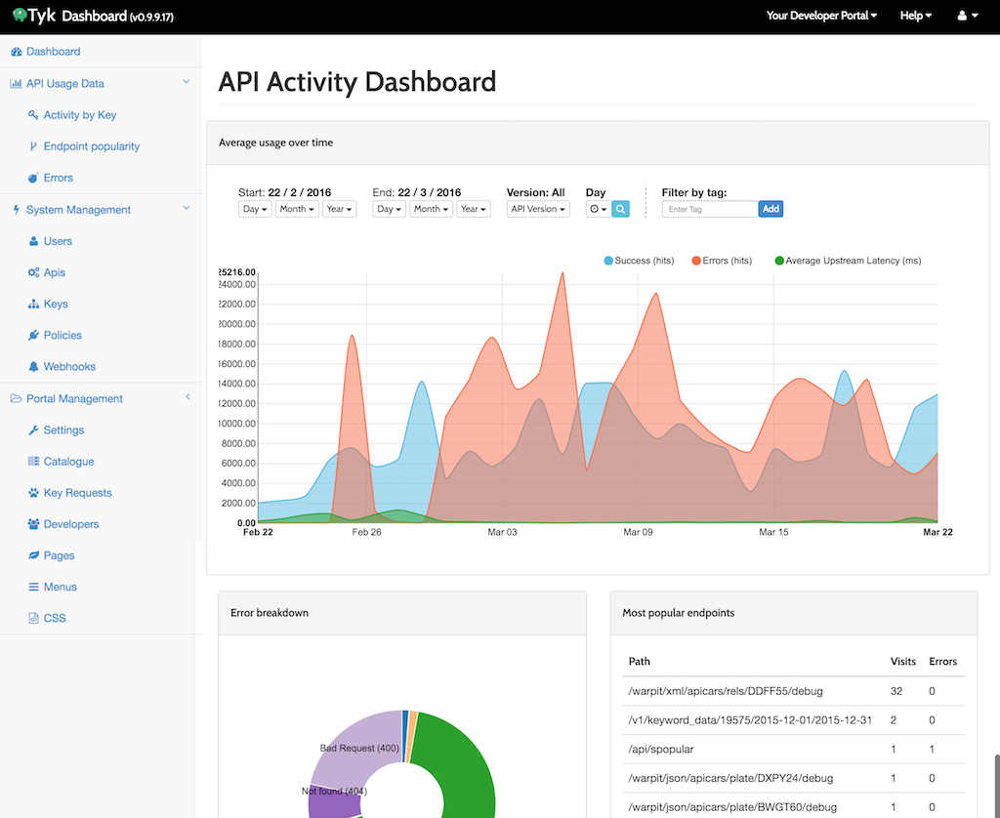 Tyk Dashboard (v0.9.9.17)
Your Developer Portal Help
Dashboard
API Usage Data
Activity by Key
Endpoint popularity
Errors
System Management
Users
Apis
Keys
Policies
Webhooks
Portal Management
Settings
Catalogue
Key Requests
Developers
Pages
Menus
CSS
API Activity Dashboard
Average usage over time
Start: 22 / 2 / 2016 End: 22 / 3 / 2016 Version: All Day Filter by tag:
Day Month Year Day Month Year API Version Enter Tag Add
Success (hits) Errors (hits) Average Upstream Latency (ms)
25216.00
24000.00
22000.00
20000.00
18000.00
16000.00
14000.00
12000.00
10000.00
8000.00
6000.00
4000.00
2000.00
0.00
Feb 22 Feb 26 Mar 03 Mar 09 Mar 15 Mar 22
Error breakdown
Bad Request (400)
Not found (404)
Most popular endpoints
Path Visits Errors
/warpit/xml/apicars/rels/DDFF55/debug 32 0
/v1/keyword_data/19575/2015-12-01/2015-12-31 2 0
/api/spopular 1 1
/warpit/json/apicars/plate/DXPY24/debug 1 0
/warpit/json/apicars/plate/BWGT60/debug 1 0